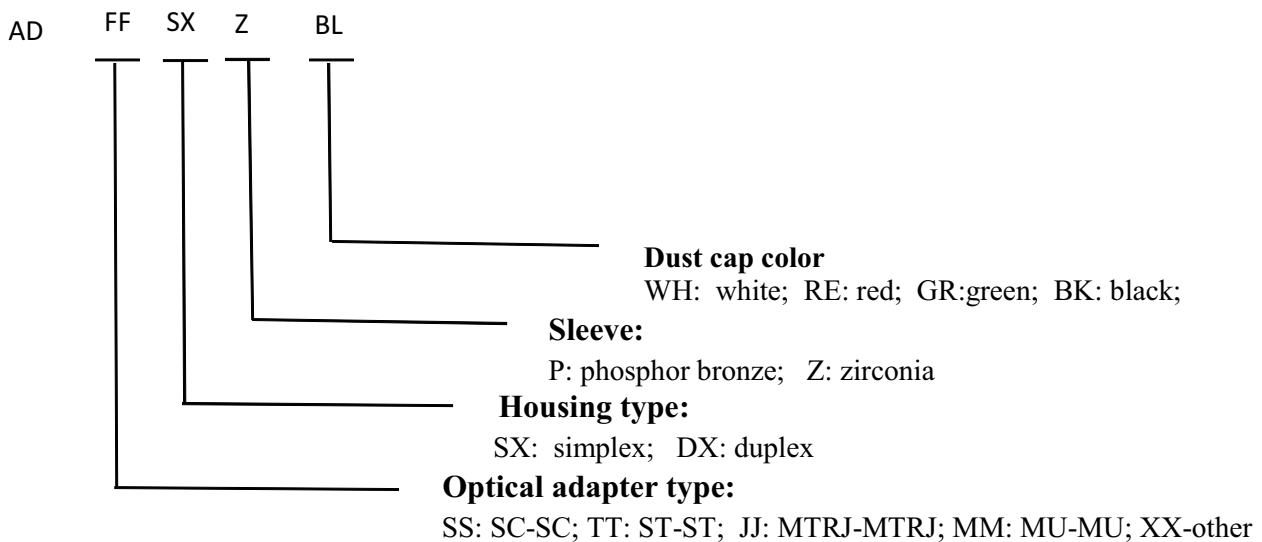 AD FF SX Z BL
Dust cap color
WH: white; RE: red; GR:green; BK: black;
Sleeve:
P: phosphor bronze; Z: zirconia
Housing type:
SX: simplex; DX: duplex
Optical adapter type:
SS: SC-SC; TT: ST-ST; JJ: MTRJ-MTRJ; MM: MU-MU; XX-other